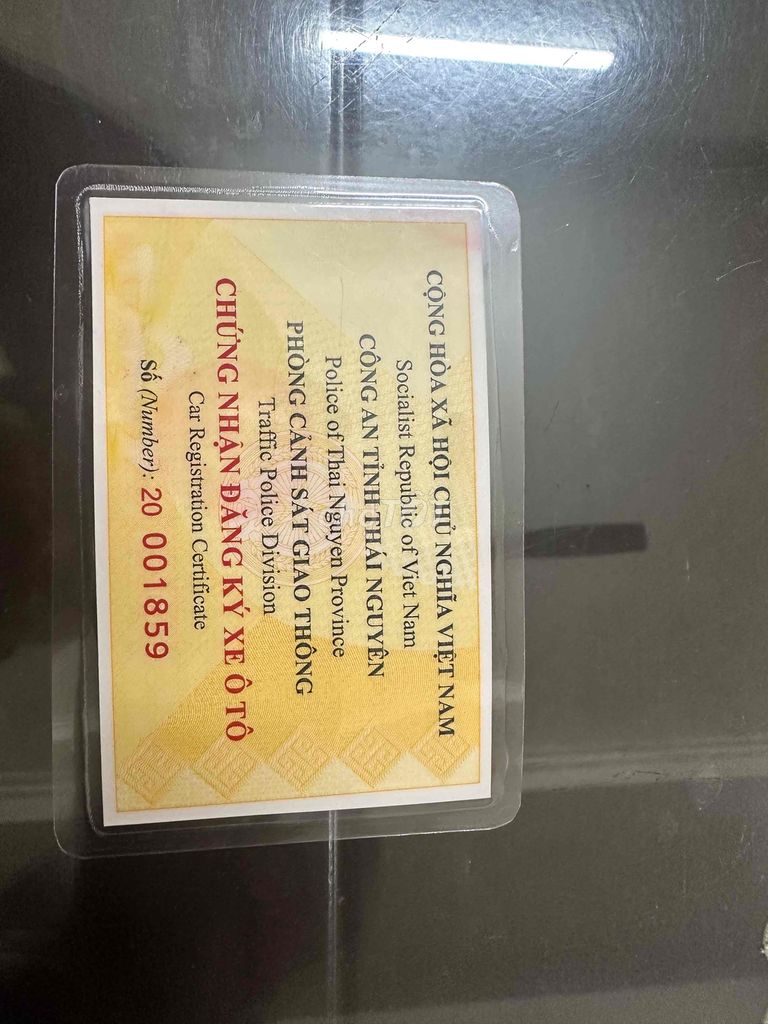 CỘNG HÒA XÃ HỘI CHỦ NGHĨA VIỆT NAM
Socialist Republic of Viet Nam
CÔNG AN TỈNH THÁI NGUYÊN
Police of Thai Nguyen Province
PHÒNG CẢNH SÁT GIAO THÔNG
Traffic Police Division
CHỨNG NHẬN ĐĂNG KÝ XE Ô TÔ
Car Registration Certificate
Số (Number): 20 001859